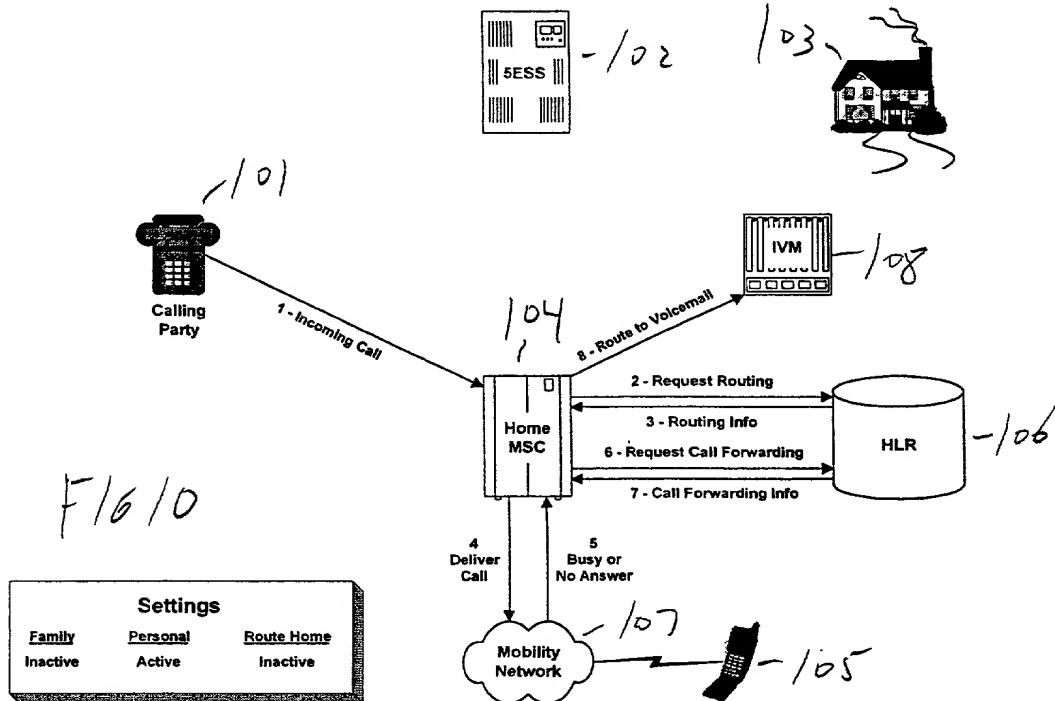 5ESS
102
103
101
Calling
Party
1 - Incoming Call
IVM
108
8 - Route to Voicemail
104
Home
MSC
2 - Request Routing
3 - Routing Info
6 - Request Call Forwarding
7 - Call Forwarding Info
HLR
106
FIG 10
4
Deliver
Call
5
Busy or
No Answer
Settings
Family Personal Route Home
Inactive Active Inactive
Mobility
Network
107
105